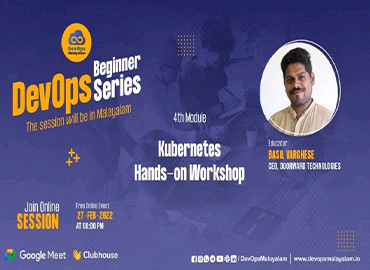 DevOps
Malayalam
DevOps
Beginner
Series
The session will be in Malayalam
4th Module
Kubernetes
Hands-on Workshop
Educator
RASIL VARGHESE
CEO, DOORWARD TECHNOLOGIES
Join Online
SESSION
Free Online Event
27-FEB-2022
AT 08:00 PM
Google Meet
Clubhouse
/DevOpsMalayalam
www.devopsmalayalam.io